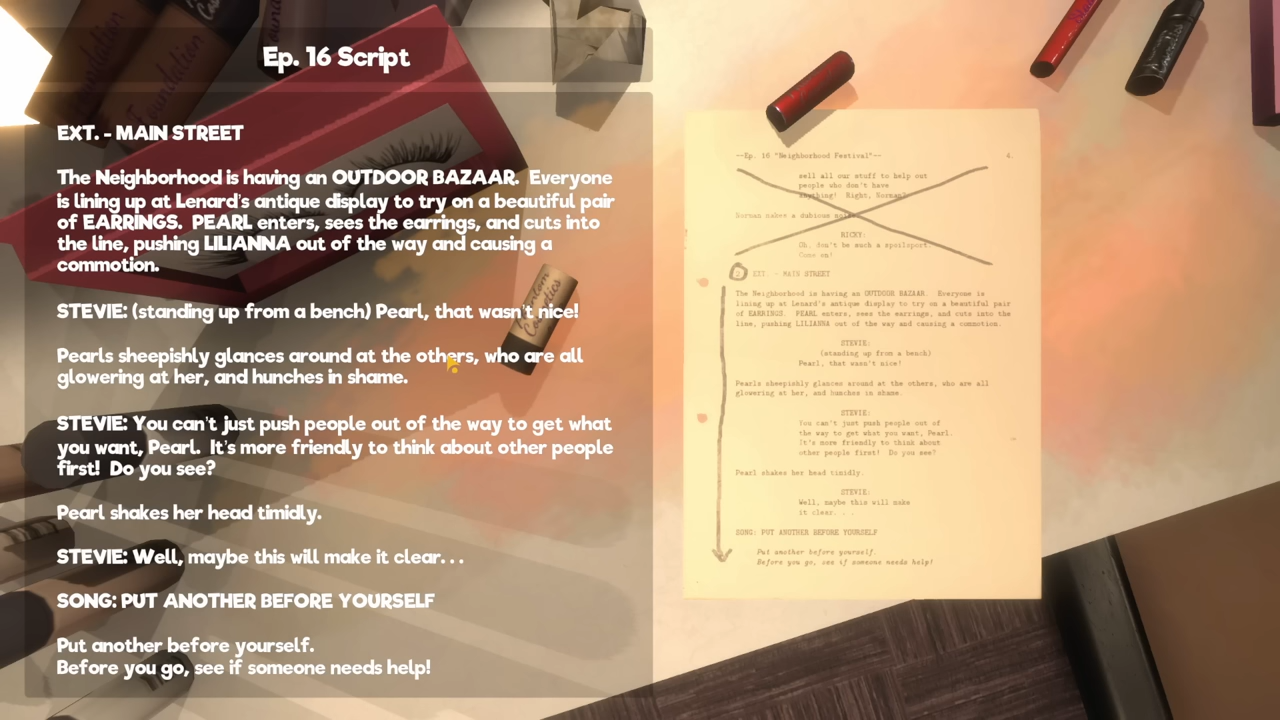 Ep. 16 Script
EXT. - MAIN STREET
The Neighborhood is having an OUTDOOR BAZAAR.  Everyone
is lining up at Lenard's antique display to try on a beautiful pair
of EARRINGS.  PEARL enters, sees the earrings, and cuts into
the line, pushing LILIANNA out of the way and causing a
commotion.
STEVIE: (standing up from a bench) Pearl, that wasn't nice!
Pearls sheepishly glances around at the others, who are all
glowering at her, and hunches in shame.
STEVIE: You can't just push people out of the way to get what
you want, Pearl.  It's more friendly to think about other people
first!  Do you see?
Pearl shakes her head timidly.
STEVIE: Well, maybe this will make it clear. . .
SONG: PUT ANOTHER BEFORE YOURSELF
Put another before yourself.
Before you go, see if someone needs help!
--Ep. 16 "Neighborhood Festival"--
4.
sell all our stuff to help out
people who don't have
anything!  Right, Norman?
Norman makes a dubious noise.
RICKY:
Oh, don't be such a spoilsport.
Come on!
2 EXT. - MAIN STREET
The Neighborhood is having an OUTDOOR BAZAAR.  Everyone is
lining up at Lenard's antique display to try on a beautiful pair
of EARRINGS.  PEARL enters, sees the earrings, and cuts into the
line, pushing LILIANNA out of the way and causing a commotion.
STEVIE:
(standing up from a bench)
Pearl, that wasn't nice!
Pearls sheepishly glances around at the others, who are all
glowering at her, and hunches in shame.
STEVIE:
You can't just push people out of
the way to get what you want, Pearl.
It's more friendly to think about
other people first!  Do you see?
Pearl shakes her head timidly.
STEVIE:
Well, maybe this will make
it clear. . .
SONG: PUT ANOTHER BEFORE YOURSELF
Put another before yourself.
Before you go, see if someone needs help!
Foundation
Foundation
Cosmetics